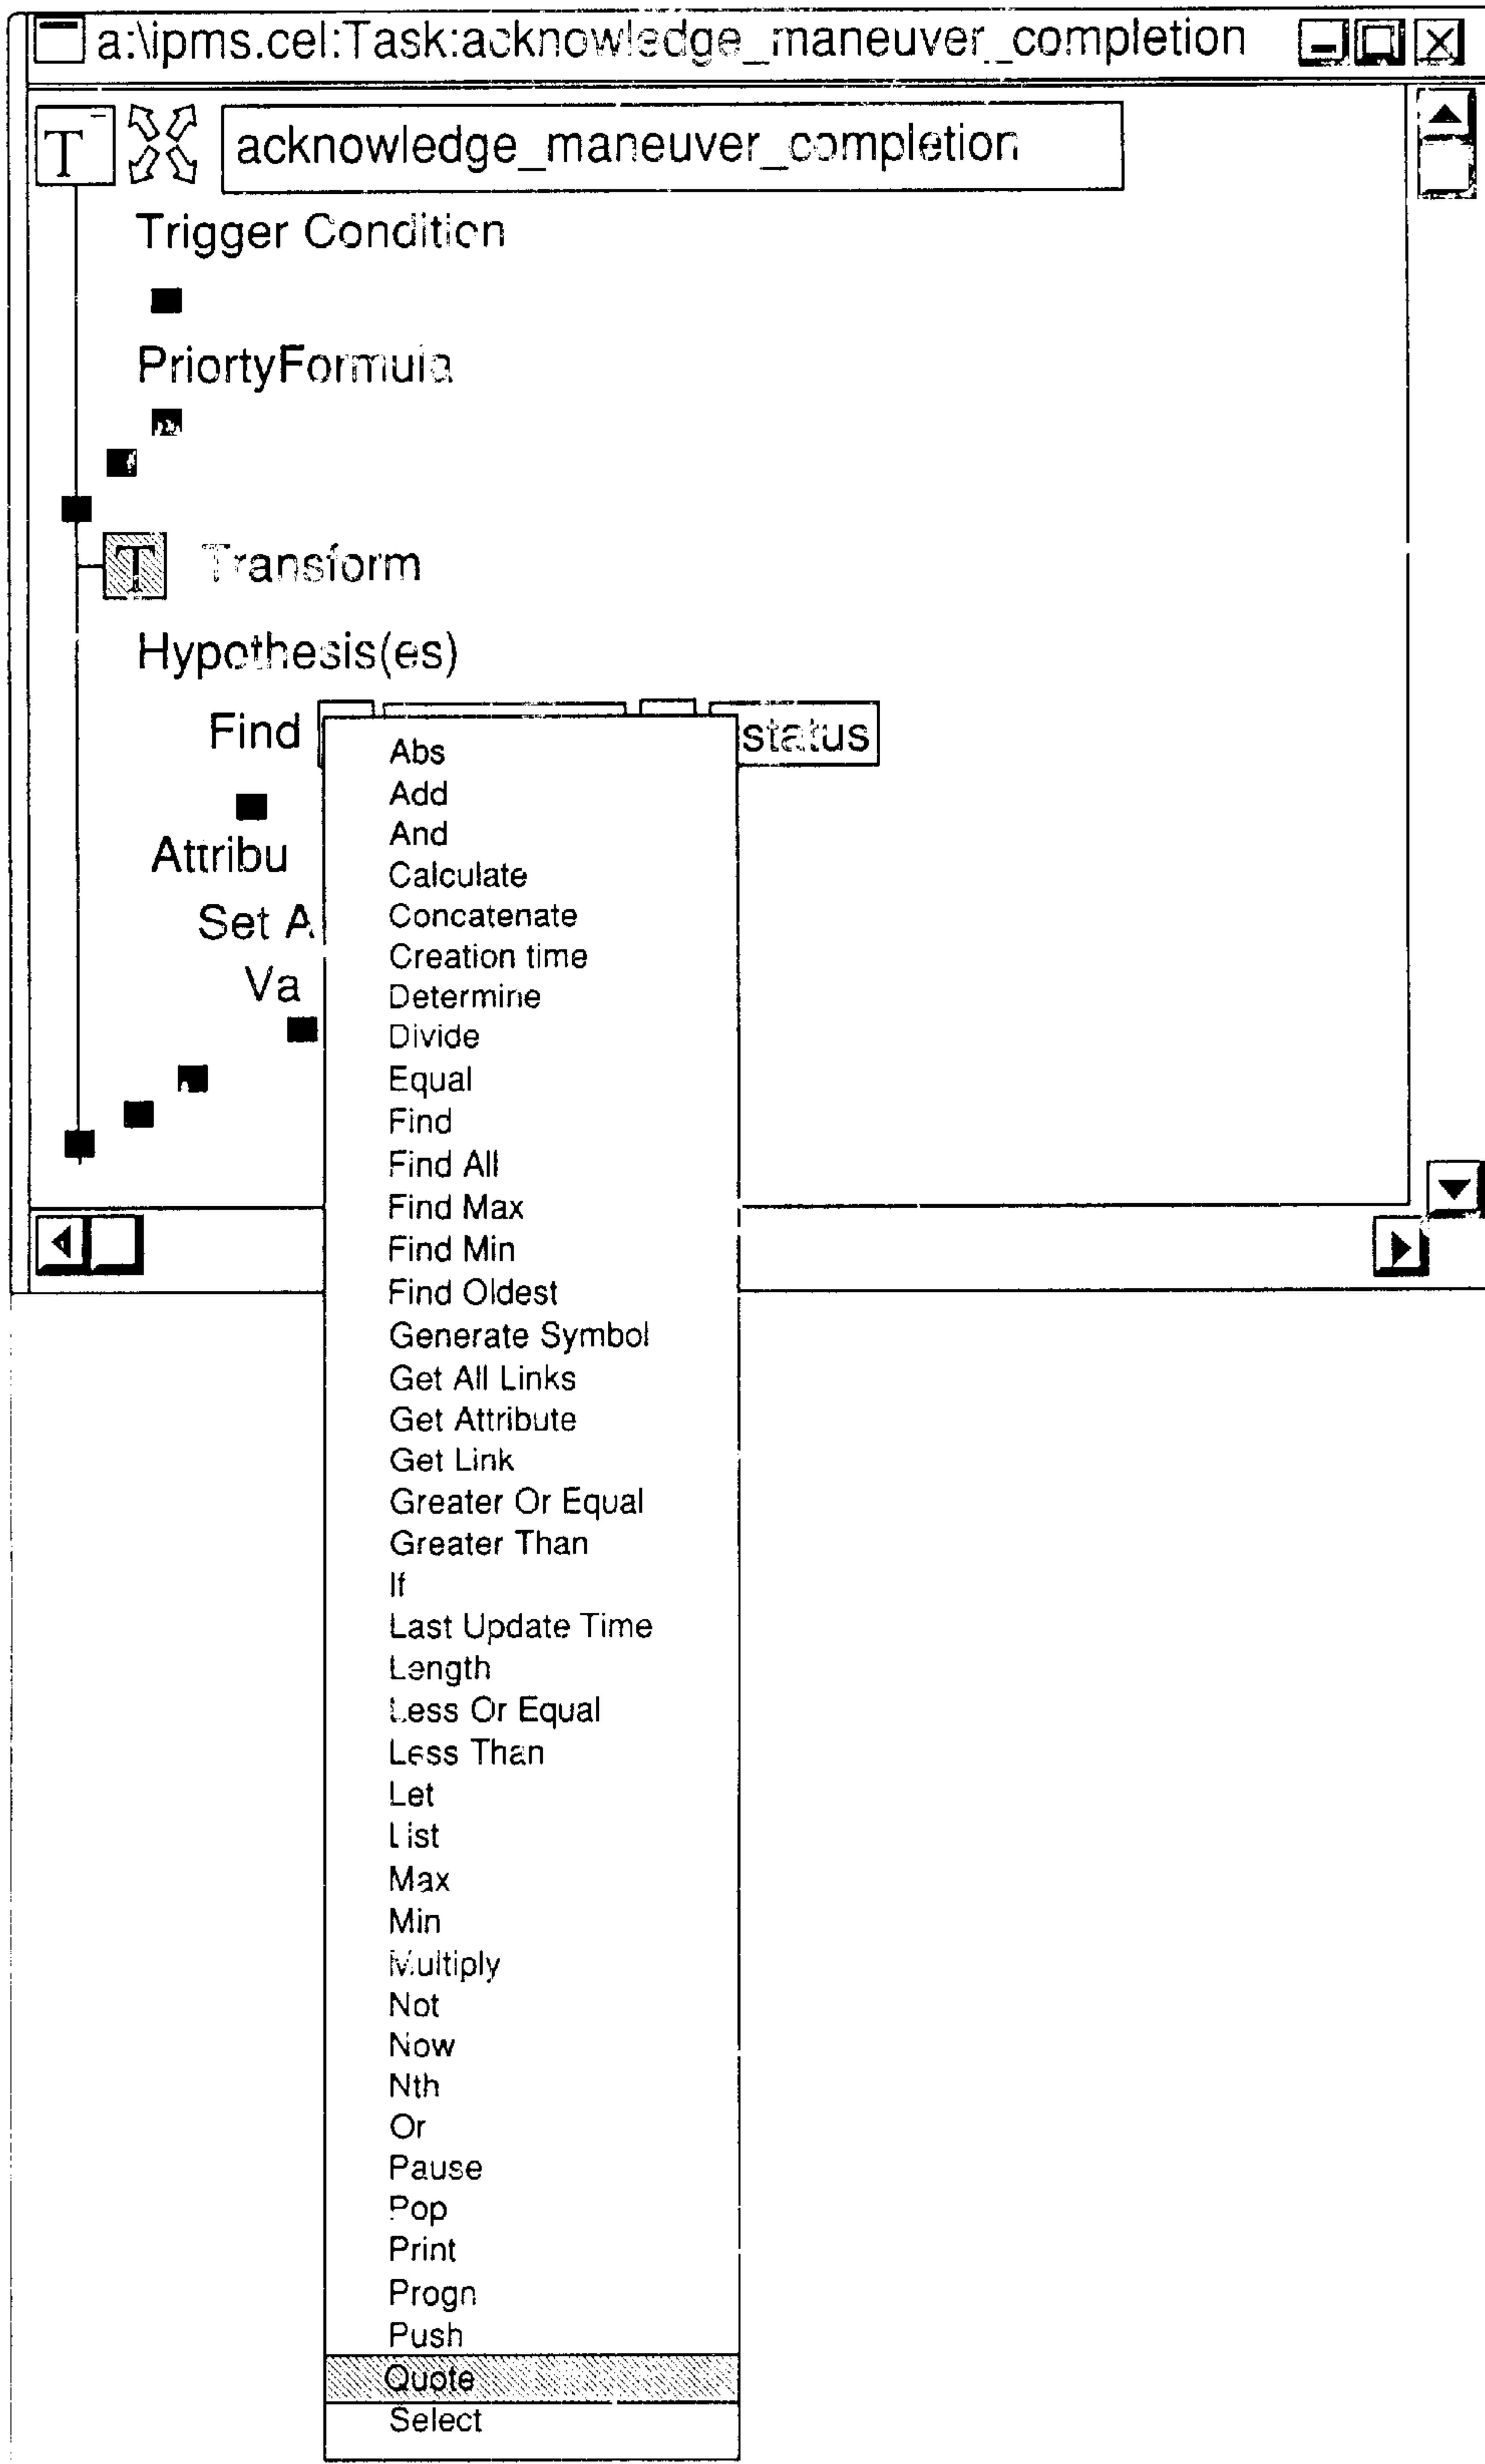 a:\ipms.cel:Task:acknowledge_maneuver_completion
T acknowledge_maneuver_completion
Trigger Condition
PriortyFormula
T Transform
Hypothesis(es)
Find status
Attribu
Set A
Va
Abs
Add
And
Calculate
Concatenate
Creation time
Determine
Divide
Equal
Find
Find All
Find Max
Find Min
Find Oldest
Generate Symbol
Get All Links
Get Attribute
Get Link
Greater Or Equal
Greater Than
If
Last Update Time
Length
Less Or Equal
Less Than
Let
List
Max
Min
Multiply
Not
Now
Nth
Or
Pause
Pop
Print
Progn
Push
Quote
Select